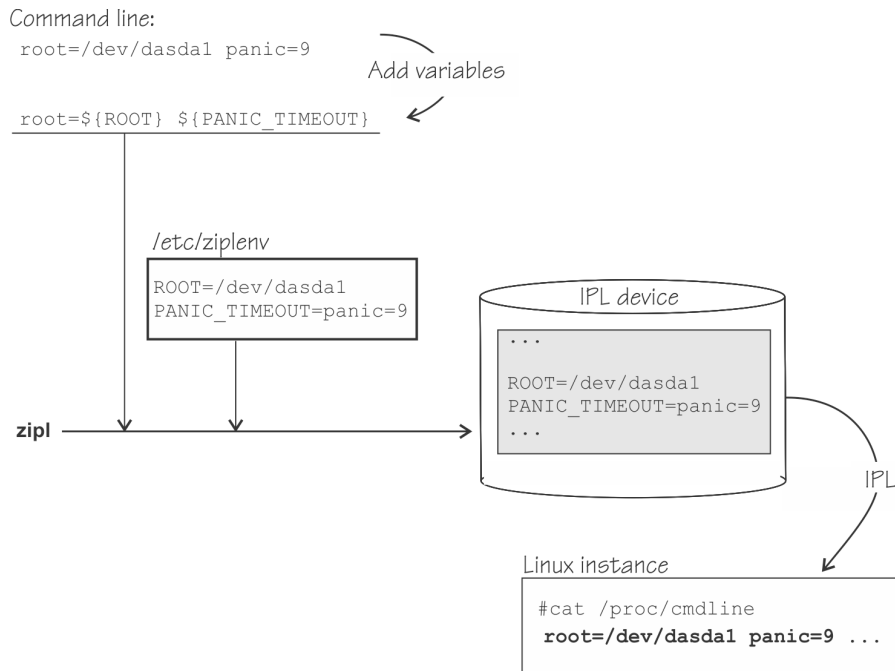 Command line:
root=/dev/dasda1 panic=9
Add variables
root=${ROOT} ${PANIC_TIMEOUT}
/etc/ziplenv
ROOT=/dev/dasda1
PANIC_TIMEOUT=panic=9
IPL device
...
ROOT=/dev/dasda1
PANIC_TIMEOUT=panic=9
...
zipl
IPL
Linux instance
#cat /proc/cmdline
root=/dev/dasda1 panic=9 ...